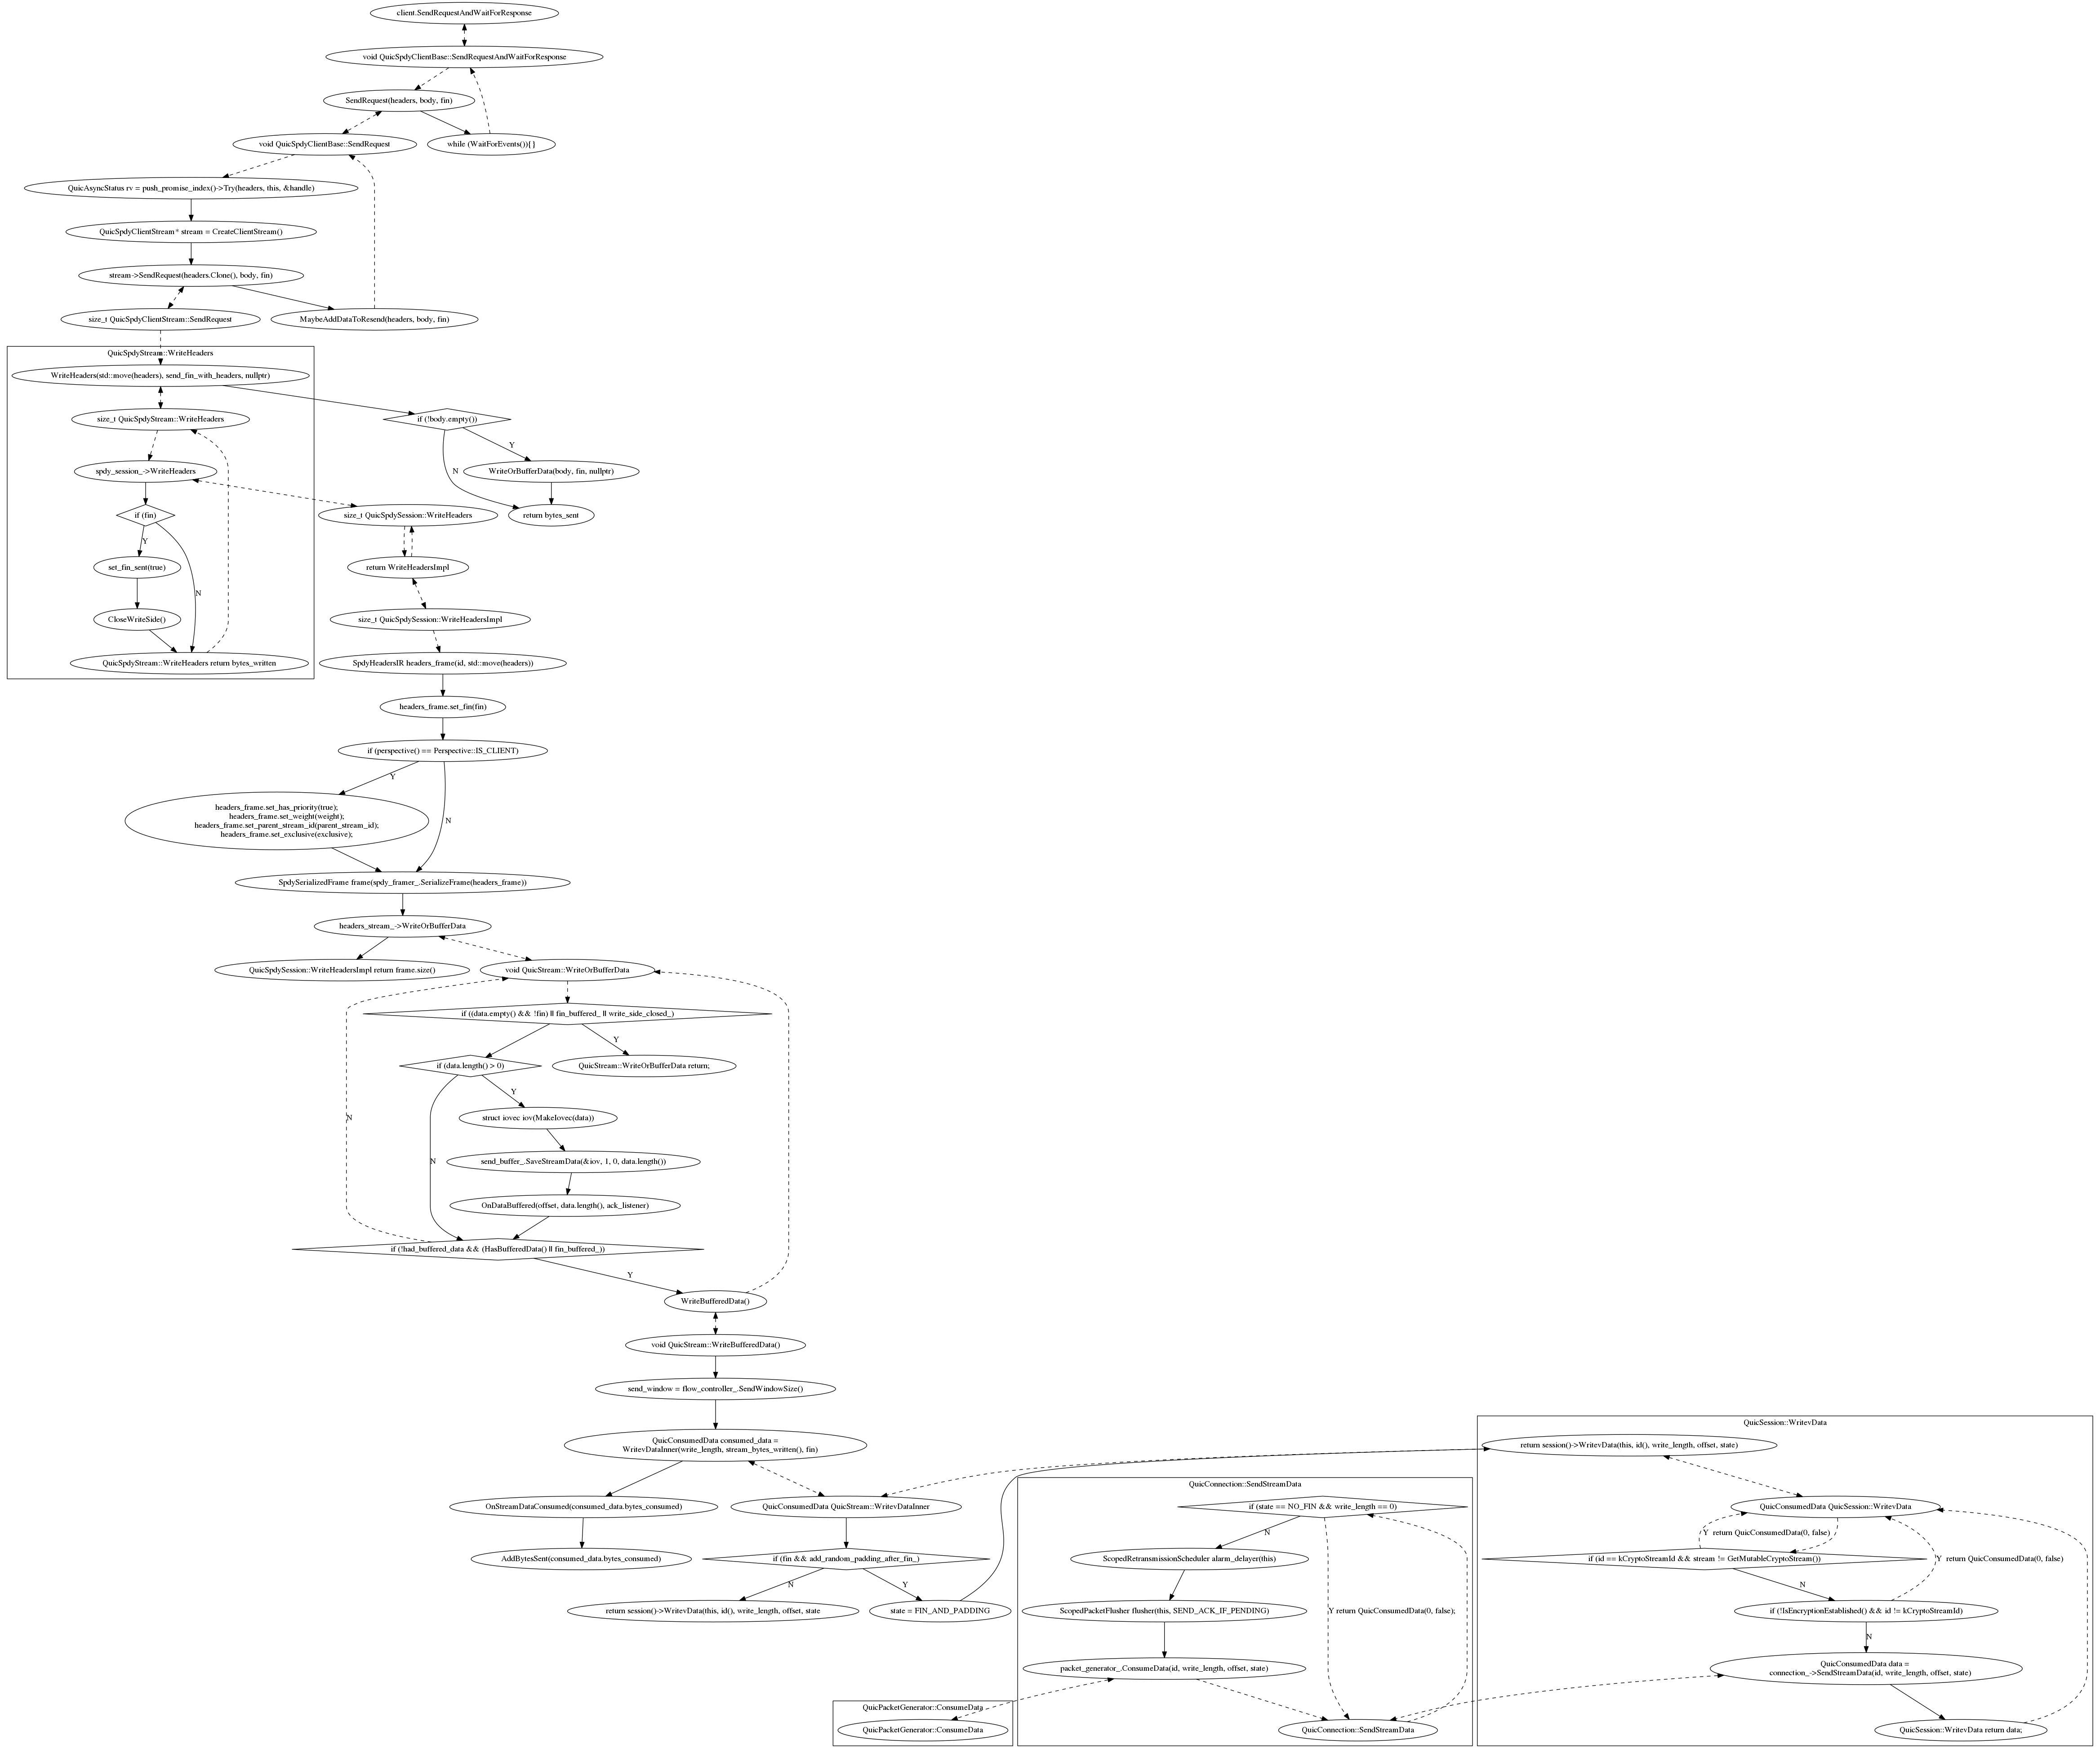 client.SendRequestAndWaitForResponse
void QuicSpdyClientBase::SendRequestAndWaitForResponse
SendRequest(headers, body, fin)
void QuicSpdyClientBase::SendRequest
while (WaitForEvents()){}
QuicAsyncStatus rv = push_promise_index()->Try(headers, this, &handle)
QuicSpdyClientStream* stream = CreateClientStream()
stream->SendRequest(headers.Clone(), body, fin)
size_t QuicSpdyClientStream::SendRequest
MaybeAddDataToResend(headers, body, fin)
QuicSpdyStream::WriteHeaders
WriteHeaders(std::move(headers), send_fin_with_headers, nullptr)
size_t QuicSpdyStream::WriteHeaders
if (!body.empty())
Y
spdy_session_->WriteHeaders
N
WriteOrBufferData(body, fin, nullptr)
if (fin)
size_t QuicSpdySession::WriteHeaders
return bytes_sent
Y
set_fin_sent(true)
return WriteHeadersImpl
N
CloseWriteSide()
size_t QuicSpdySession::WriteHeadersImpl
QuicSpdyStream::WriteHeaders return bytes_written
SpdyHeadersIR headers_frame(id, std::move(headers))
headers_frame.set_fin(fin)
if (perspective() == Perspective::IS_CLIENT)
Y
headers_frame.set_has_priority(true);
headers_frame.set_weight(weight);
headers_frame.set_parent_stream_id(parent_stream_id);
headers_frame.set_exclusive(exclusive);
N
SpdySerializedFrame frame(spdy_framer_.SerializeFrame(headers_frame))
headers_stream_->WriteOrBufferData
QuicSpdySession::WriteHeadersImpl return frame.size()
void QuicStream::WriteOrBufferData
if ((data.empty() && !fin) || fin_buffered_ || write_side_closed_)
Y
if (data.length() > 0)
QuicStream::WriteOrBufferData return;
Y
N
struct iovec iov(MakeIovec(data))
N
send_buffer_.SaveStreamData(&iov, 1, 0, data.length())
OnDataBuffered(offset, data.length(), ack_listener)
if (!had_buffered_data && (HasBufferedData() || fin_buffered_))
Y
WriteBufferedData()
void QuicStream::WriteBufferedData()
send_window = flow_controller_.SendWindowSize()
QuicConsumedData consumed_data =
WritevDataInner(write_length, stream_bytes_written(), fin)
OnStreamDataConsumed(consumed_data.bytes_consumed)
QuicConsumedData QuicStream::WritevDataInner
AddBytesSent(consumed_data.bytes_consumed)
if (fin && add_random_padding_after_fin_)
N
Y
return session()->WritevData(this, id(), write_length, offset, state
state = FIN_AND_PADDING
QuicConnection::SendStreamData
if (state == NO_FIN && write_length == 0)
N
ScopedRetransmissionScheduler alarm_delayer(this)
ScopedPacketFlusher flusher(this, SEND_ACK_IF_PENDING)
Y return QuicConsumedData(0, false);
packet_generator_.ConsumeData(id, write_length, offset, state)
QuicConnection::SendStreamData
QuicPacketGenerator::ConsumeData
QuicPacketGenerator::ConsumeData
QuicSession::WritevData
return session()->WritevData(this, id(), write_length, offset, state)
QuicConsumedData QuicSession::WritevData
Y return QuicConsumedData(0, false)
if (id == kCryptoStreamId && stream != GetMutableCryptoStream())
Y return QuicConsumedData(0, false)
N
if (!IsEncryptionEstablished() && id != kCryptoStreamId)
N
QuicConsumedData data =
connection_->SendStreamData(id, write_length, offset, state)
QuicSession::WritevData return data;